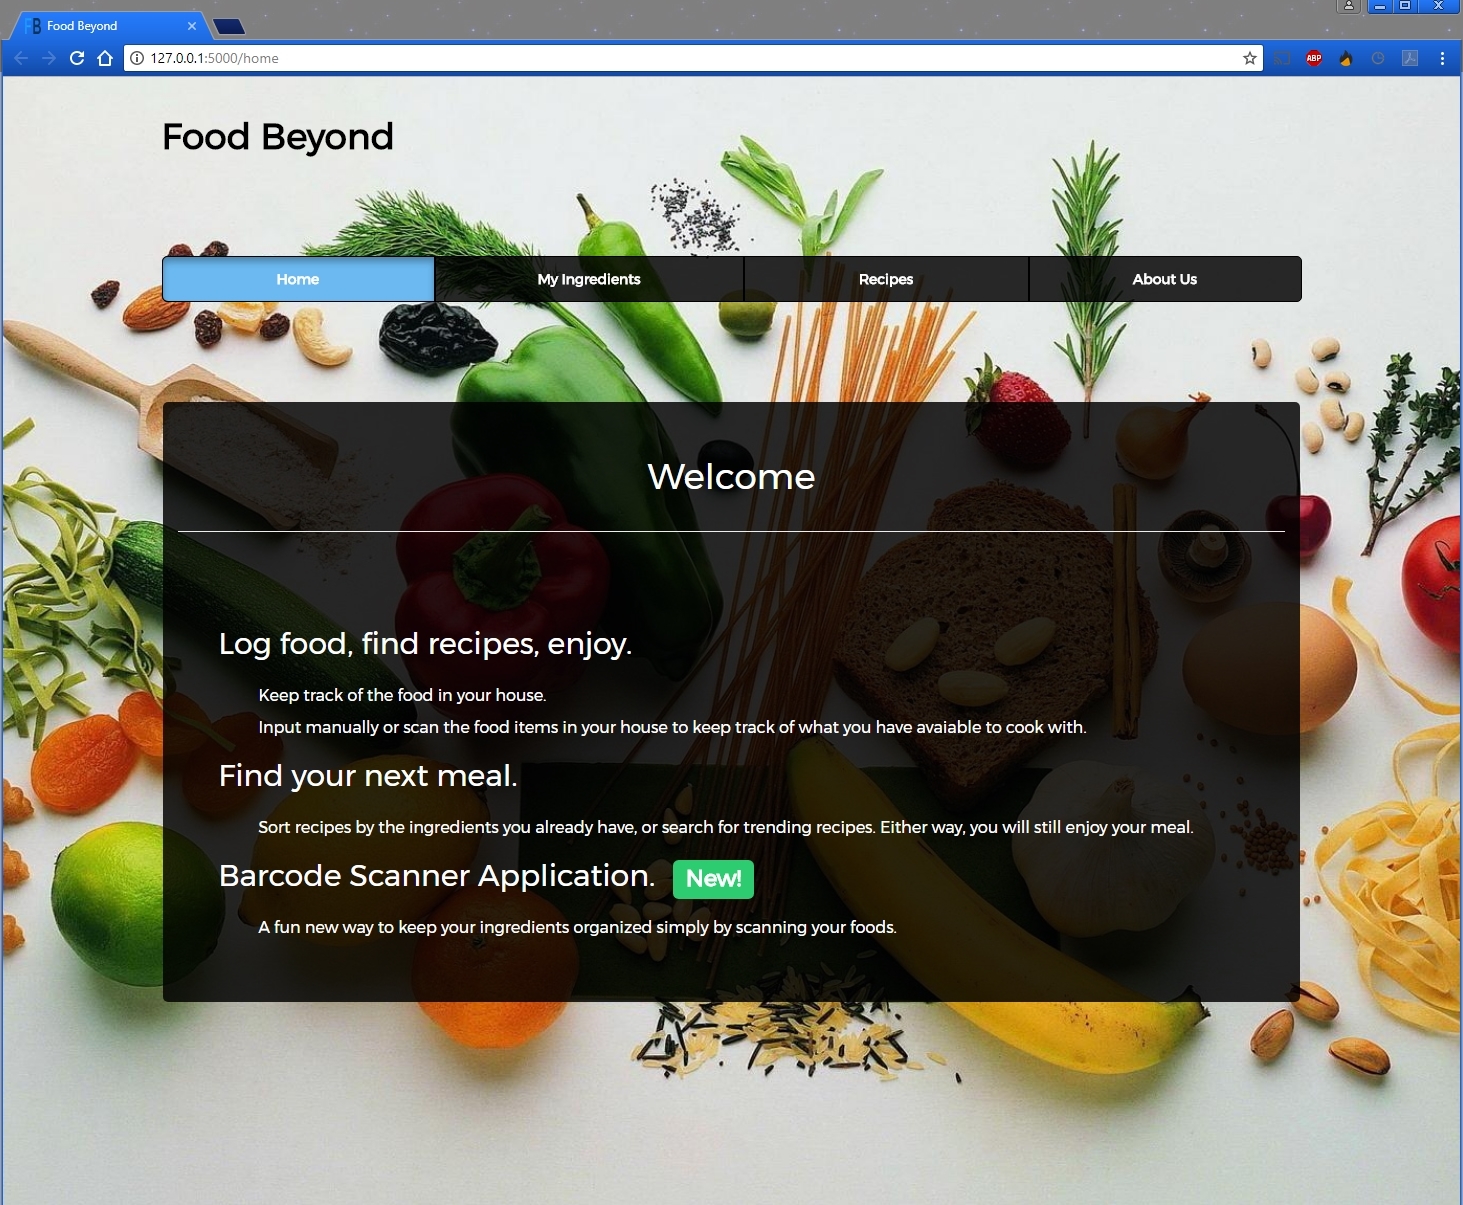 Food Beyond
127.0.0.1:5000/home
ABP
Food Beyond
Home
My Ingredients
Recipes
About Us
Welcome
Log food, find recipes, enjoy.
Keep track of the food in your house.
Input manually or scan the food items in your house to keep track of what you have avaiable to cook with.
Find your next meal.
Sort recipes by the ingredients you already have, or search for trending recipes. Either way, you will still enjoy your meal.
Barcode Scanner Application. New!
A fun new way to keep your ingredients organized simply by scanning your foods.